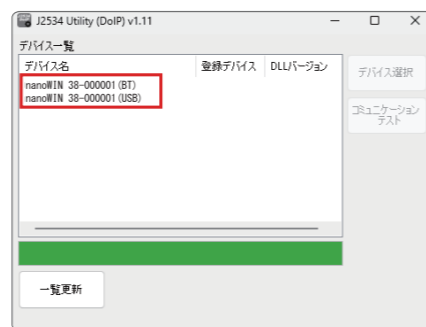 J2534 Utility (DoIP) v1.11
デバイス一覧
デバイス名 登録デバイス DLLバージョン
nanoWIN 38-000001 (BT)
nanoWIN 38-000001 (USB)
デバイス選択
コミュニケーション
テスト
一覧更新